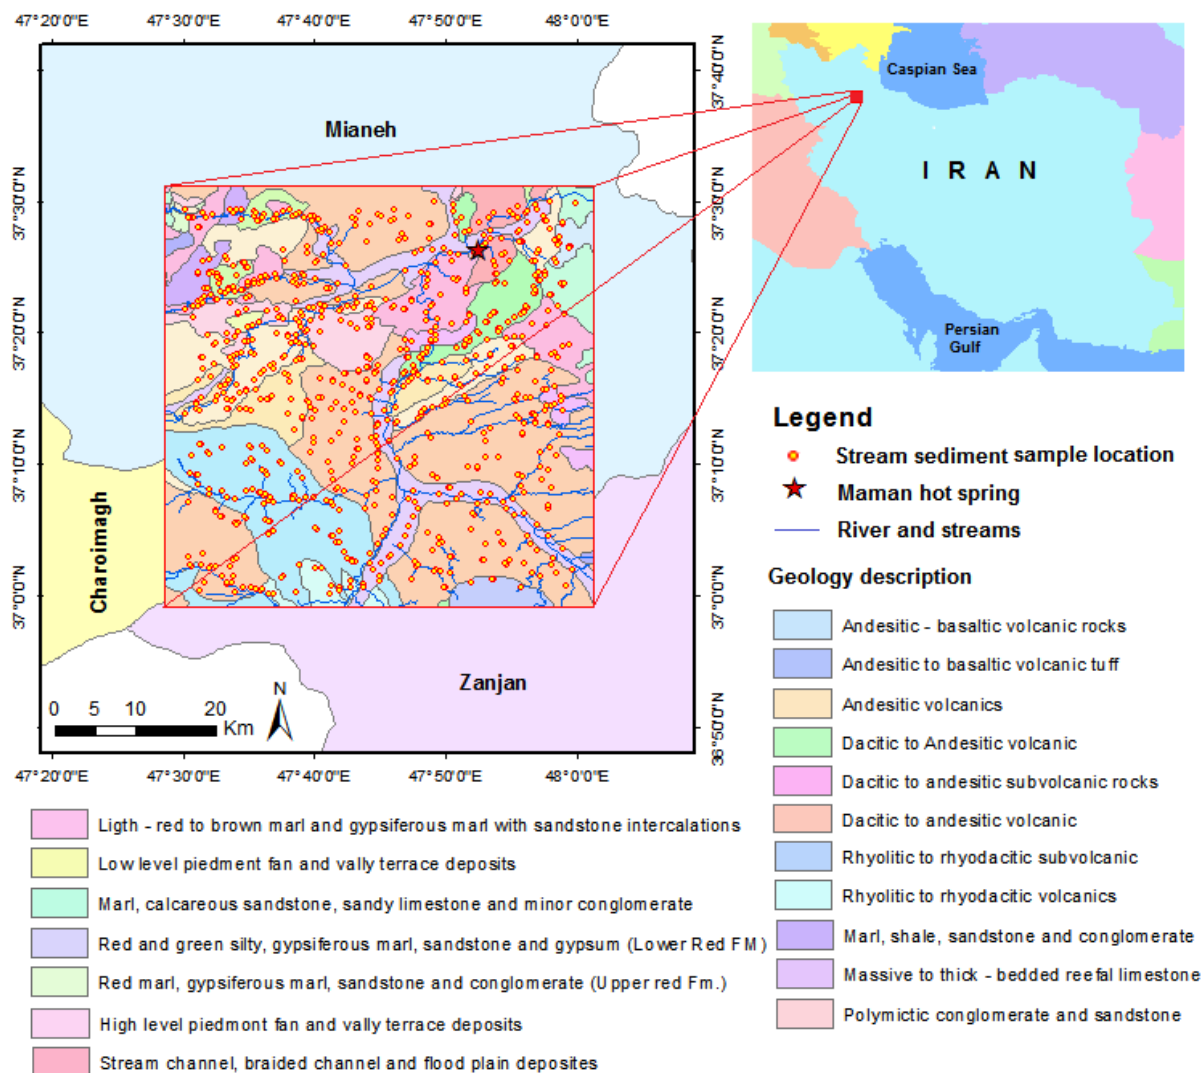 47°20'0"E 47°30'0"E 47°40'0"E 47°50'0"E 48°0'0"E
37°40'0"N 37°40'0"N
37°30'0"N 37°30'0"N
37°20'0"N 37°20'0"N
37°10'0"N 37°10'0"N
37°0'0"N 37°0'0"N
36°50'0"N
Mianeh
Charoimagh
Zanjan
N
0 5 10 20
Km
47°20'0"E 47°30'0"E 47°40'0"E 47°50'0"E 48°0'0"E
Caspian Sea
I R A N
Persian
Gulf
Legend
Stream sediment sample location
Maman hot spring
River and streams
Geology description
Andesitic - basaltic volcanic rocks
Andesitic to basaltic volcanic tuff
Andesitic volcanics
Dacitic to Andesitic volcanic
Dacitic to andesitic subvolcanic rocks
Dacitic to andesitic volcanic
Rhyolitic to rhyodacitic subvolcanic
Rhyolitic to rhyodacitic volcanics
Marl, shale, sandstone and conglomerate
Massive to thick - bedded reefal limestone
Polymictic conglomerate and sandstone
Ligth - red to brown marl and gypsiferous marl with sandstone intercalations
Low level piedment fan and vally terrace deposits
Marl, calcareous sandstone, sandy limestone and minor conglomerate
Red and green silty, gypsiferous marl, sandstone and gypsum (Lower Red FM)
Red marl, gypsiferous marl, sandstone and conglomerate (Upper red Fm.)
High level piedmont fan and vally terrace deposits
Stream channel, braided channel and flood plain deposites